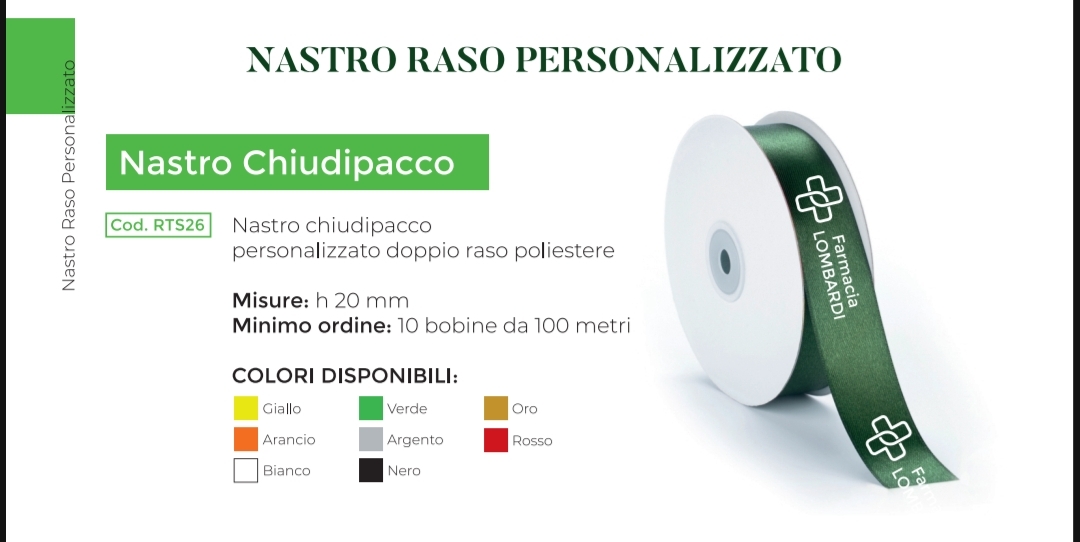 NASTRO RASO PERSONALIZZATO
Nastro Raso Personalizzato
Nastro Chiudipacco
Cod. RTS26
Nastro chiudipacco
personalizzato doppio raso poliestere
Misure: h 20 mm
Minimo ordine: 10 bobine da 100 metri
COLORI DISPONIBILI:
Giallo
Verde
Oro
Arancio
Argento
Rosso
Bianco
Nero
Farmacia
LOMBARDI
Fa
LOM